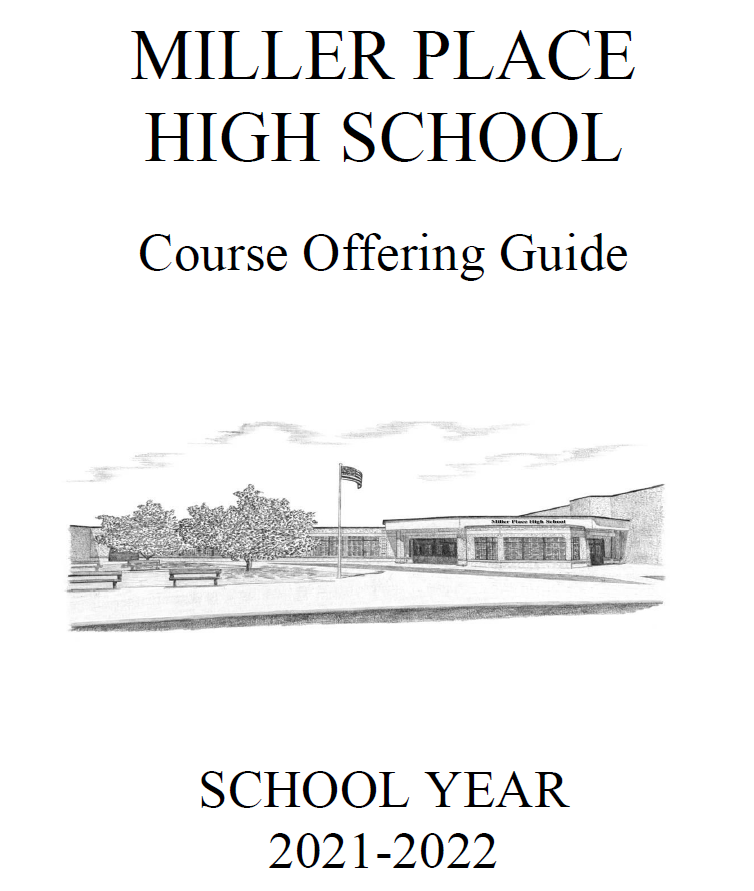 MILLER PLACE
HIGH SCHOOL
Course Offering Guide
Miller Place High School
SCHOOL YEAR
2021-2022